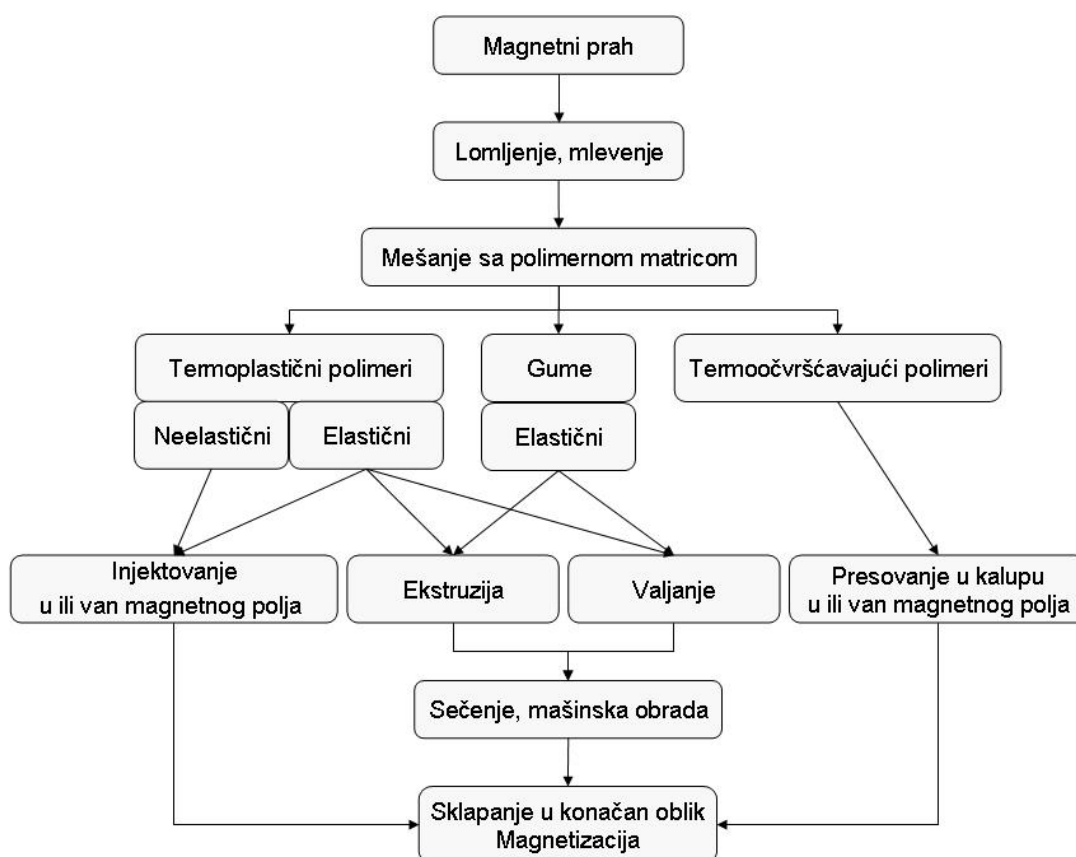 Magnetni prah
Lomljenje, mlevenje
Mešanje sa polimernom matricom
Termoplastični polimeri
Gume
Termoočvršćavajući polimeri
Neelastični
Elastični
Elastični
Injektovanje
u ili van magnetnog polja
Ekstruzija
Valjanje
Presovanje u kalupu
u ili van magnetnog polja
Sečenje, mašinska obrada
Sklapanje u konačan oblik
Magnetizacija